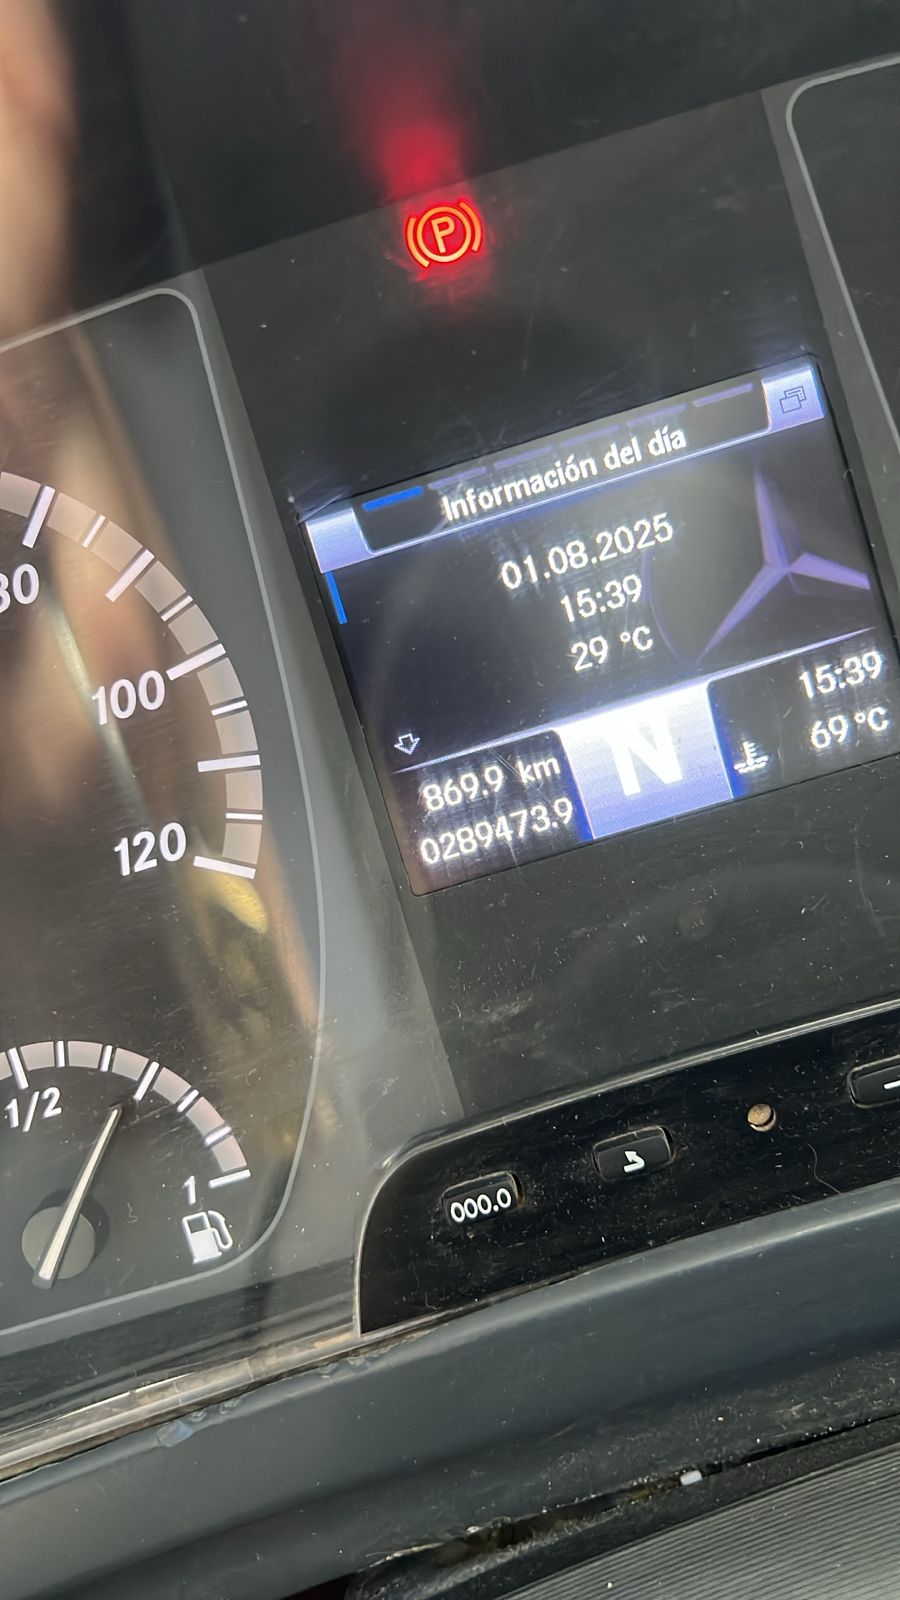 P
Información del día
01.08.2025
15:39
29 °C
15:39
69 °C
869.9 km
0289473.9
N
100
120
1/2
1
000.0